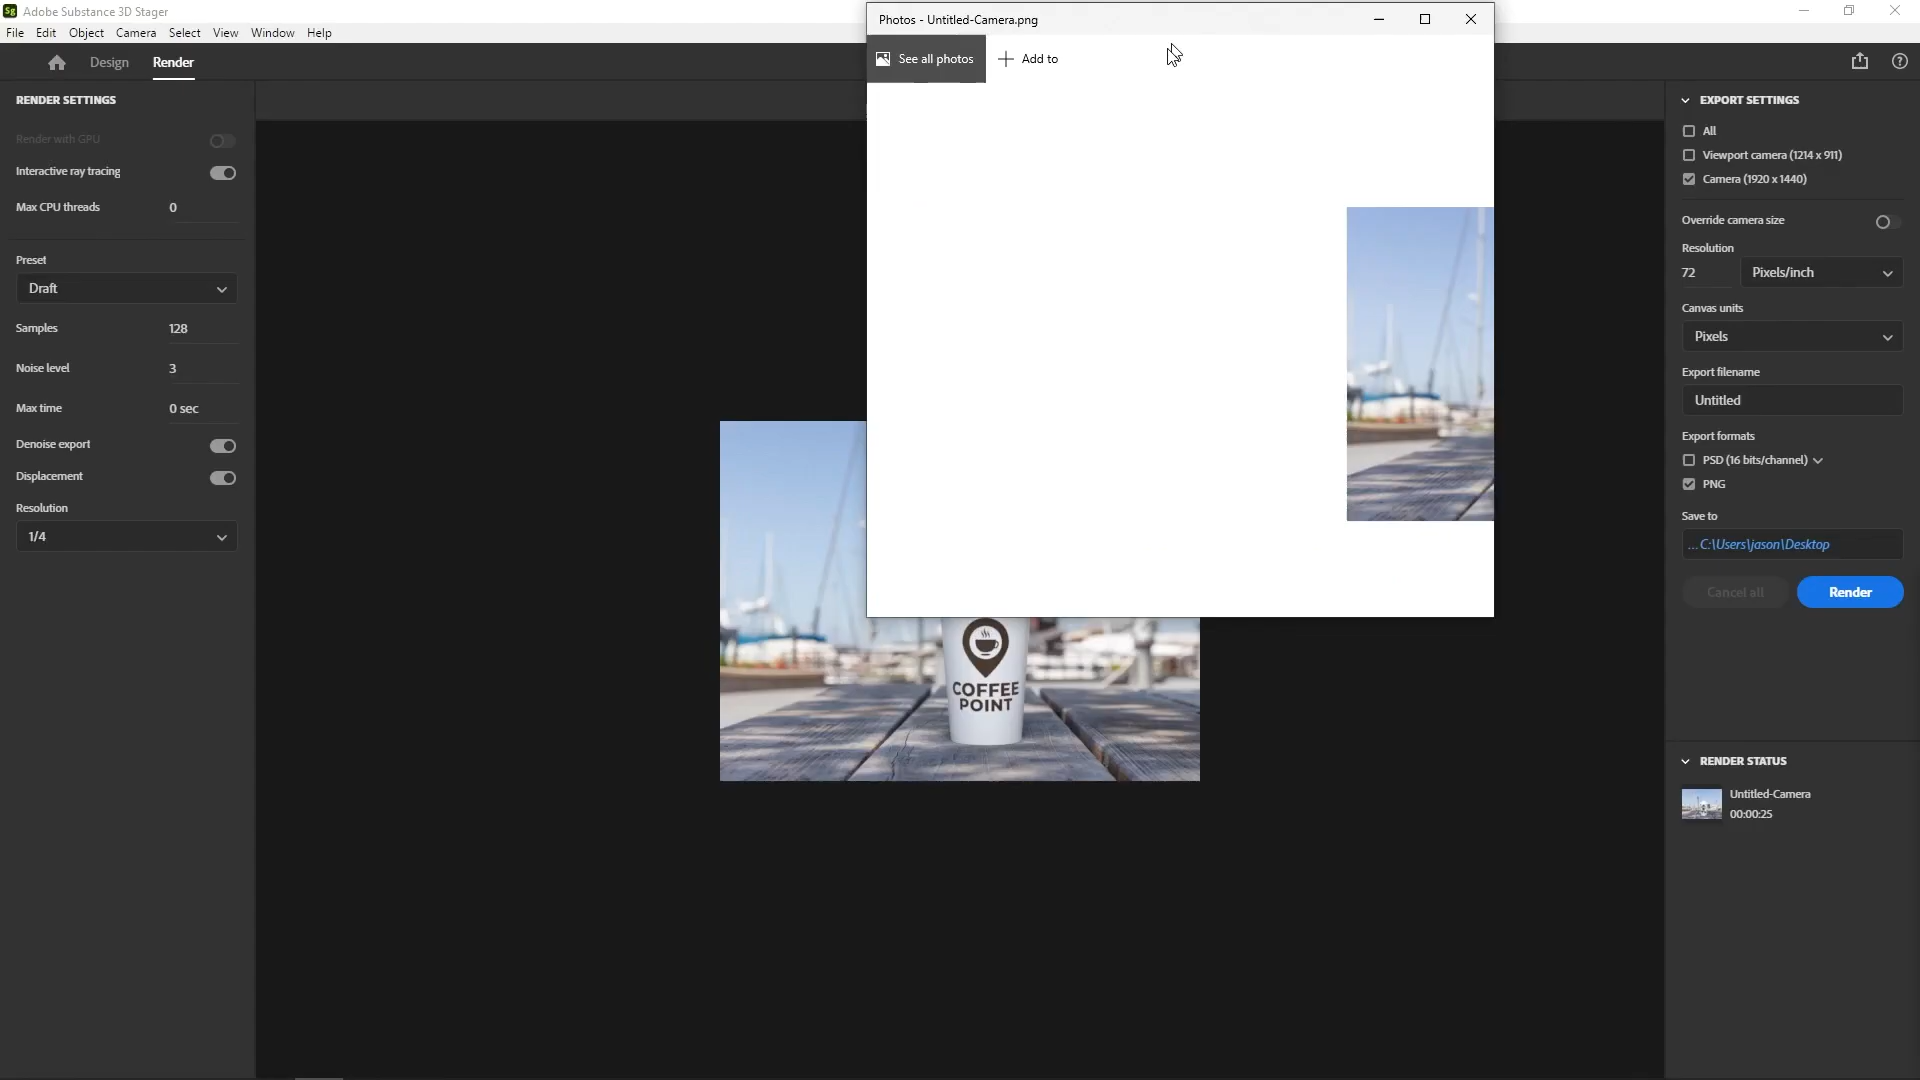 Sg Adobe Substance 3D Stager
File Edit Object Camera Select View Window Help
Design Render
RENDER SETTINGS
Render with GPU
Interactive ray tracing
Max CPU threads 0
Preset
Draft
Samples 128
Noise level 3
Max time 0 sec
Denoise export
Displacement
Resolution
1/4
Photos - Untitled-Camera.png
See all photos Add to
COFFEE
POINT
EXPORT SETTINGS
All
Viewport camera (1214 x 911)
Camera (1920 x 1440)
Override camera size
Resolution
72 Pixels/inch
Canvas units
Pixels
Export filename
Untitled
Export formats
PSD (16 bits/channel)
PNG
Save to
... C:\Users\jason\Desktop
Cancel all Render
RENDER STATUS
Untitled-Camera
00:00:25